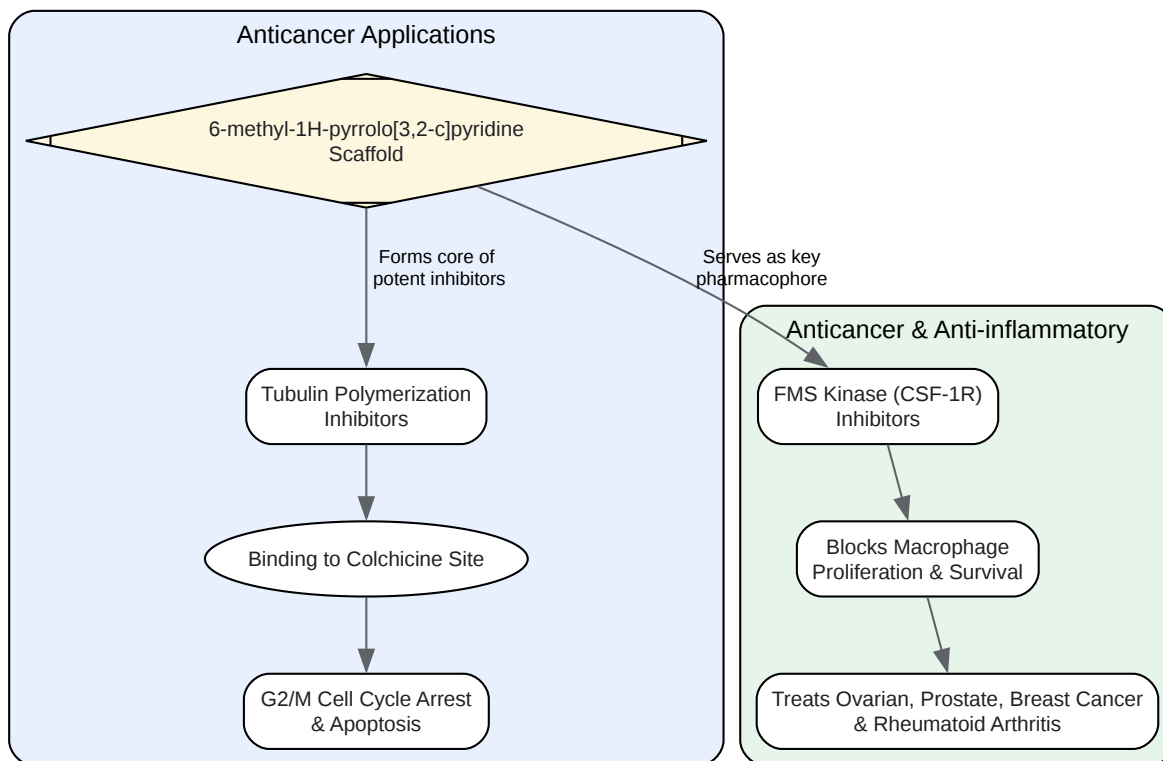 Anticancer Applications
6-methyl-1H-pyrrolo[3,2-c]pyridine
Scaffold
Forms core of
potent inhibitors
Serves as key
pharmacophore
Anticancer & Anti-inflammatory
Tubulin Polymerization
Inhibitors
FMS Kinase (CSF-1R)
Inhibitors
Binding to Colchicine Site
Blocks Macrophage
Proliferation & Survival
G2/M Cell Cycle Arrest
& Apoptosis
Treats Ovarian, Prostate, Breast Cancer
& Rheumatoid Arthritis